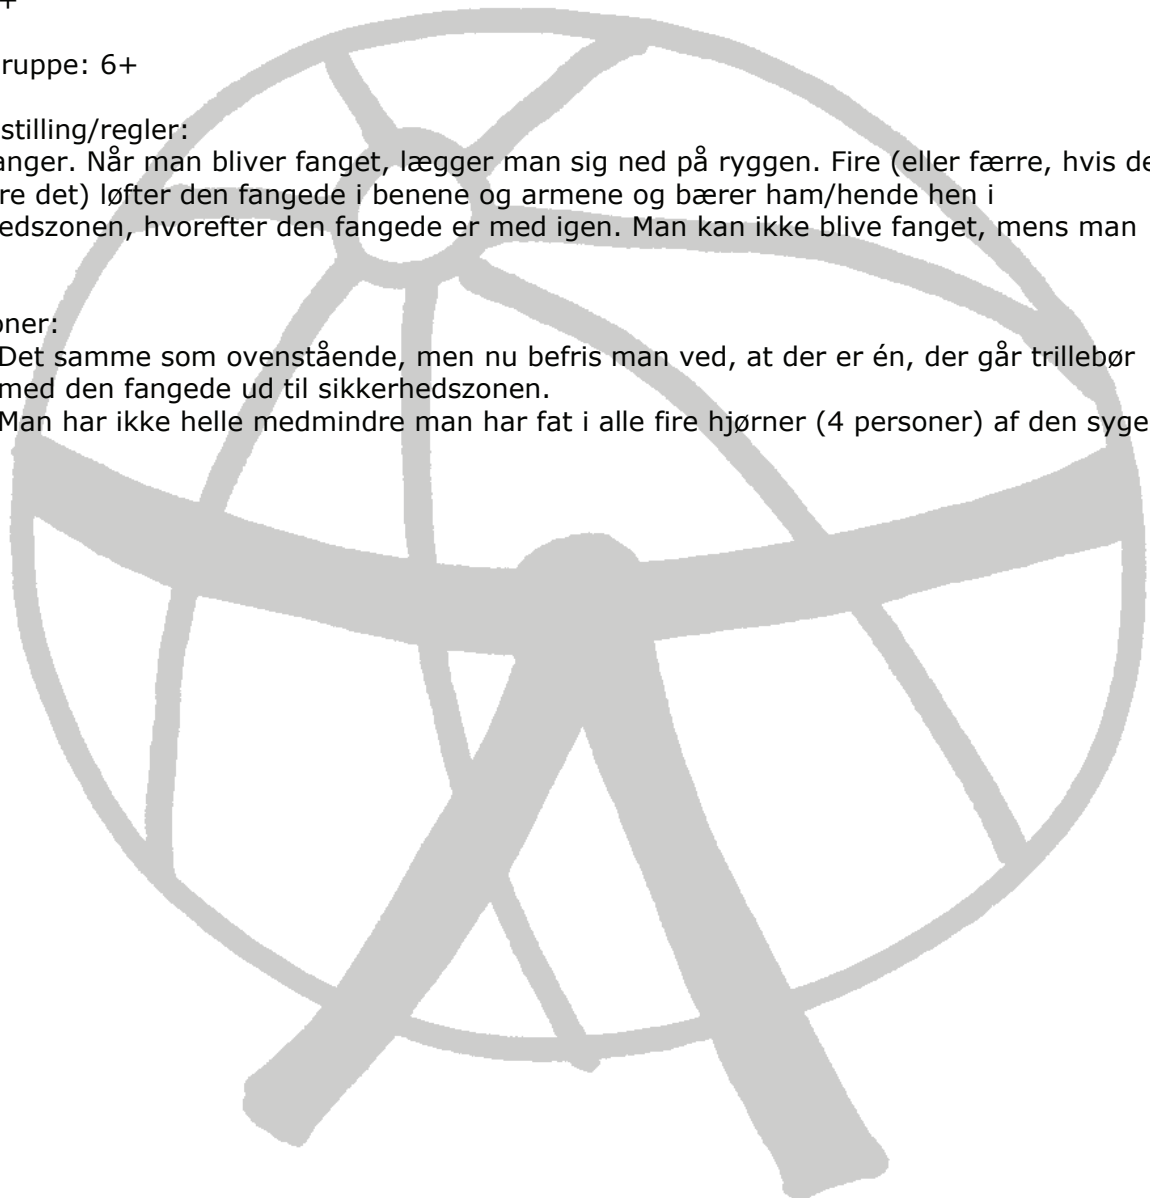 +
ruppe: 6+
stilling/regler:
anger. Når man bliver fanget, lægger man sig ned på ryggen. Fire (eller færre, hvis de
re det) løfter den fangede i benene og armene og bærer ham/hende hen i
edszonen, hvorefter den fangede er med igen. Man kan ikke blive fanget, mens man
oner:
Det samme som ovenstående, men nu befris man ved, at der er én, der går trillebør
med den fangede ud til sikkerhedszonen.
Man har ikke helle medmindre man har fat i alle fire hjørner (4 personer) af den syge